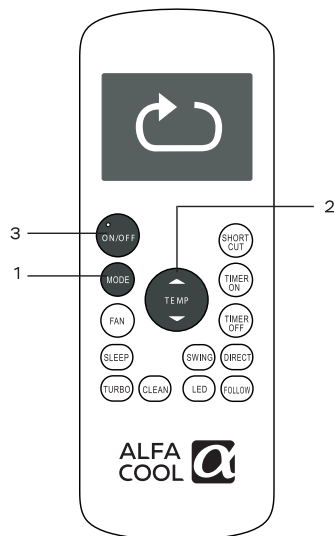 2
3
ON/OFF
SHORT
CUT
1
MODE
TEMP
TIMER
ON
FAN
TIMER
OFF
SLEEP
SWING
DIRECT
TURBO
CLEAN
LED
FOLLOW
ALFA
COOL
α